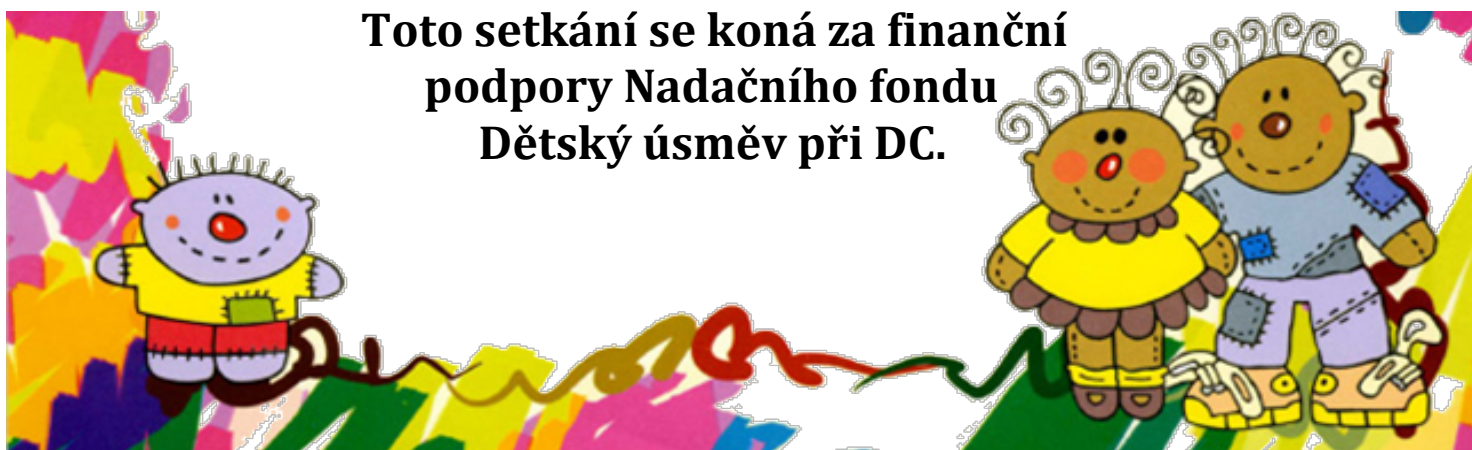 Toto setkání se koná za finanční
podpory Nadačního fondu
Dětský úsměv při DC.